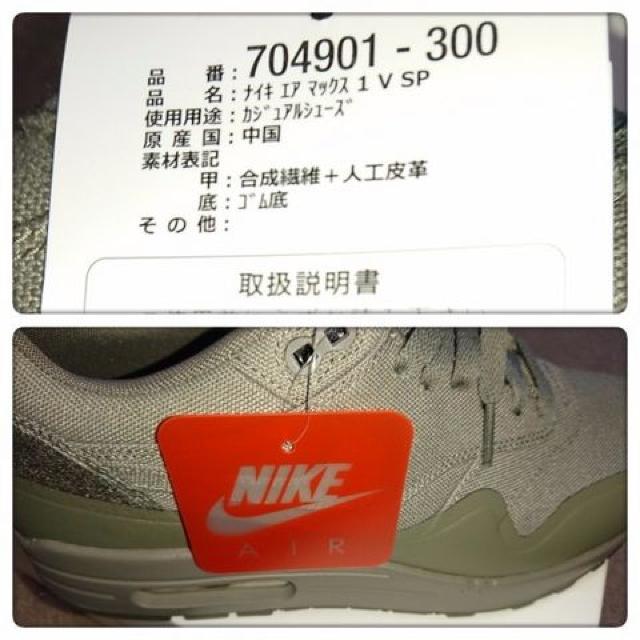 品 番：704901 - 300
品 名：ﾅｲｷ ｴｱ ﾏｯｸｽ 1 V SP
使用用途：ｶｼﾞｭｱﾙｼｭｰｽﾞ
原 産 国：中国
素材表記
甲：合成繊維＋人工皮革
底：ｺﾞﾑ底
そ の 他：
取扱説明書
NIKE
AIR